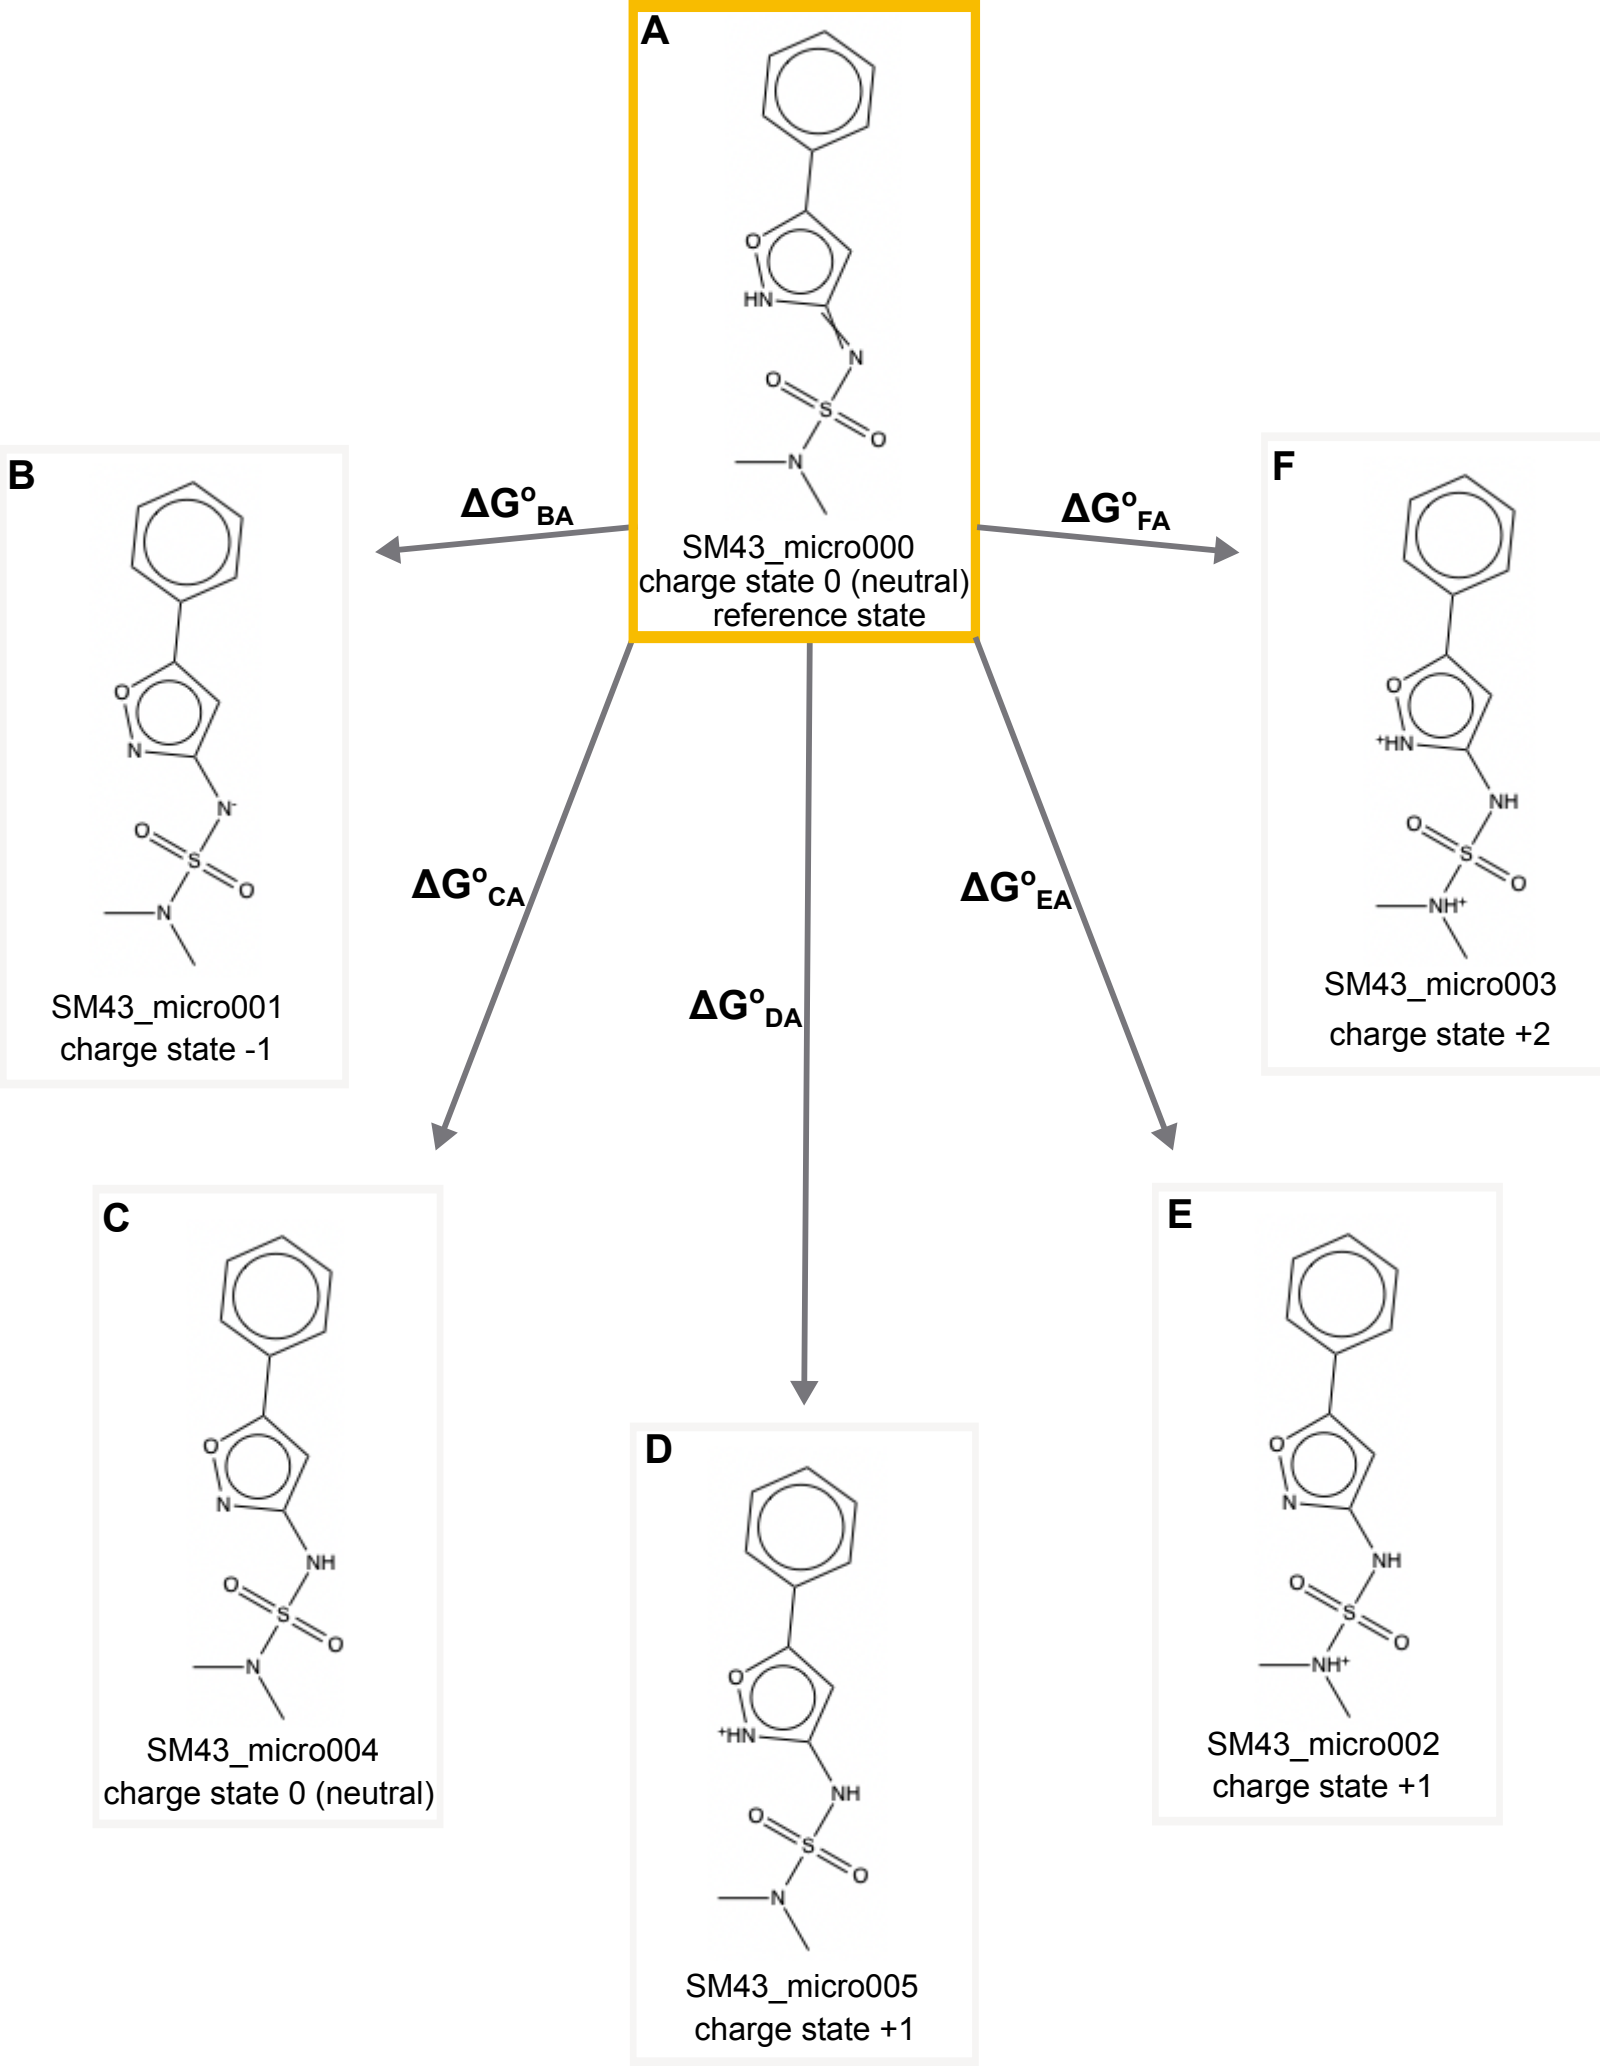 A
O
HN
N
O
S
O
N
SM43_micro000
charge state 0 (neutral)
reference state
ΔG°BA
ΔG°FA
ΔG°CA
ΔG°DA
ΔG°EA
B
O
N
N-
O
S
O
N
SM43_micro001
charge state -1
F
O
+HN
NH
O
S
O
NH+
SM43_micro003
charge state +2
C
O
N
NH
O
S
O
N
SM43_micro004
charge state 0 (neutral)
D
O
+HN
NH
O
S
O
N
SM43_micro005
charge state +1
E
O
N
NH
O
S
O
NH+
SM43_micro002
charge state +1